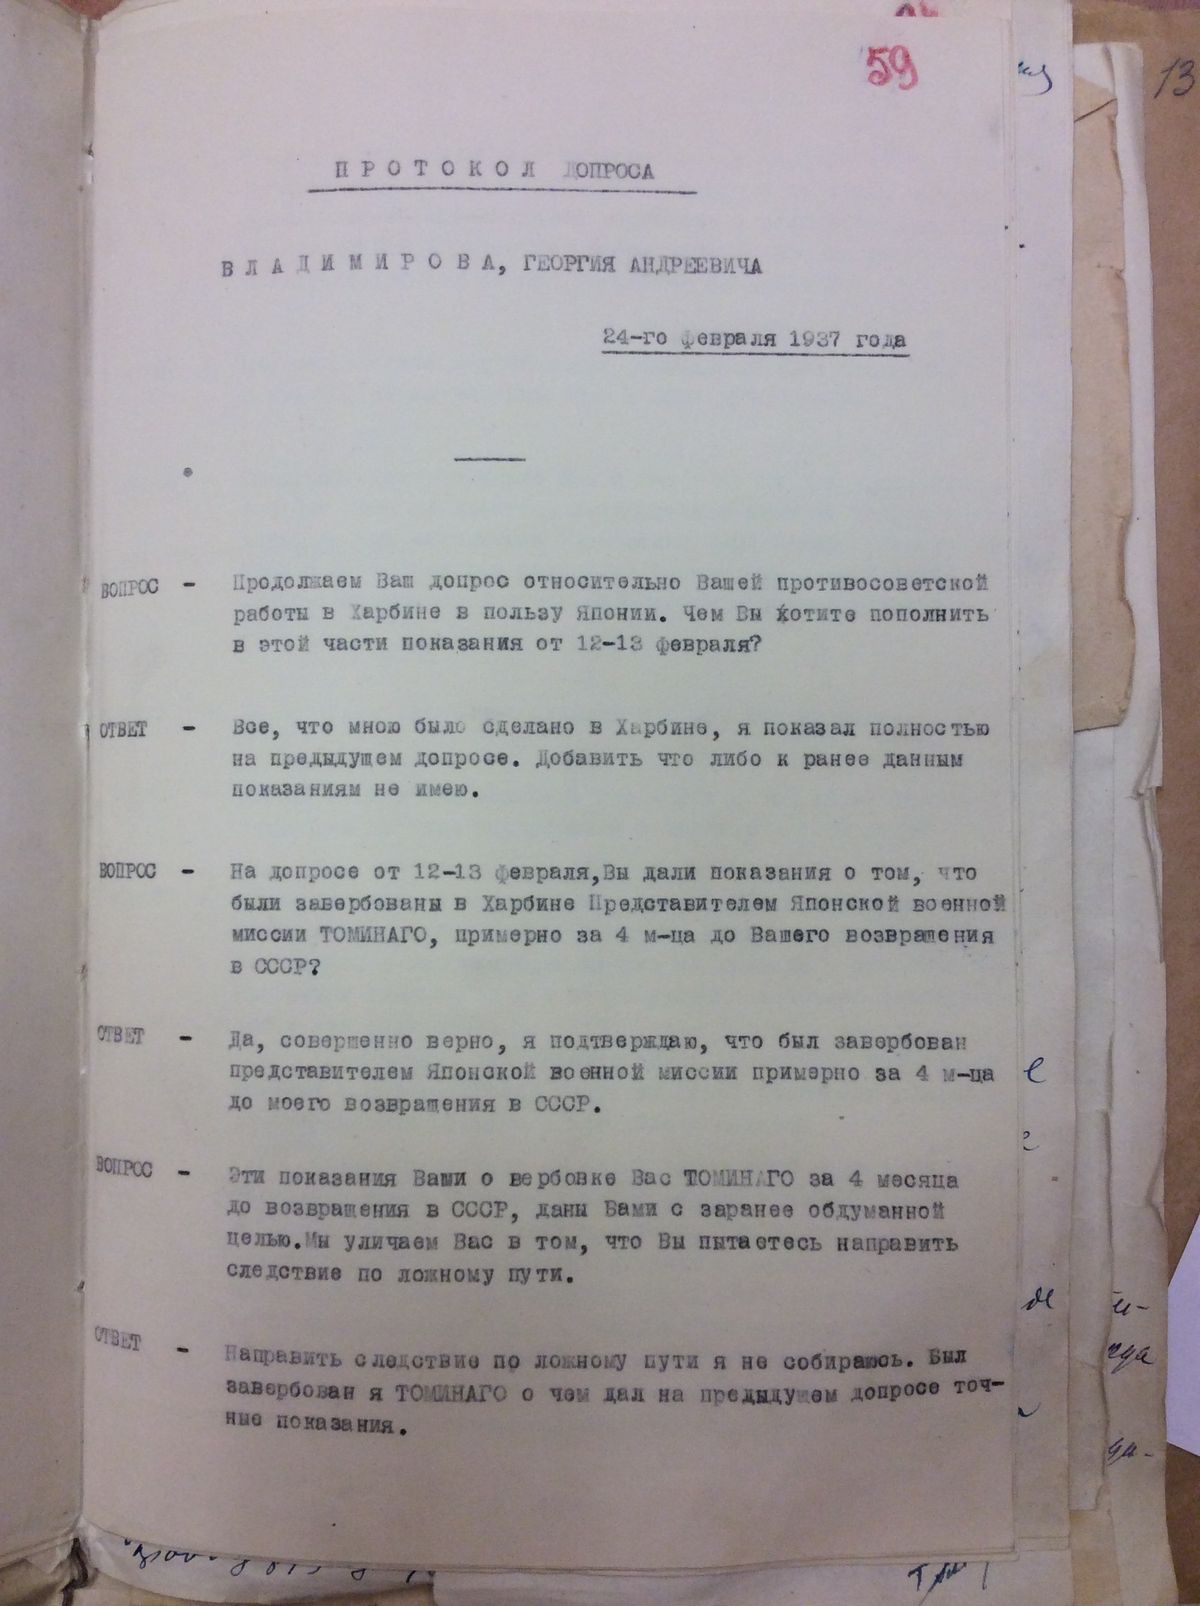 59
13
П Р О Т О К О Л ДОПРОСА
В Л А Д И М И Р О В А, ГЕОРГИЯ АНДРЕЕВИЧА
24-го февраля 1937 года
ВОПРОС - Продолжаем Ваш допрос относительно Вашей противосоветской
работы в Харбине в пользу Японии. Чем Вы хотите пополнить
в этой части показания от 12-13 февраля?
ОТВЕТ - Все, что мною было сделано в Харбине, я показал полностью
на предыдущем допросе. Добавить что либо к ранее данным
показаниям не имею.
ВОПРОС - На допросе от 12-13 февраля,Вы дали показания о том, что
были завербованы в Харбине Представителем Японской военной
миссии ТОМИНАГО, примерно за 4 м-ца до Вашего возвращения
в СССР?
ОТВЕТ - Да, совершенно верно, я подтверждаю, что был завербован
представителем Японской военной миссии примерно за 4 м-ца
до моего возвращения в СССР.
ВОПРОС - Эти показания Вами о вербовке Вас ТОМИНАГО за 4 месяца
до возвращения в СССР, даны Вами с заранее обдуманной
целью.Мы уличаем Вас в том, что Вы пытаетесь направить
следствие по ложному пути.
ОТВЕТ - Направить следствие по ложному пути я не собираюсь. Был
завербован я ТОМИНАГО о чем дал на предыдущем допросе точ-
ные показания.